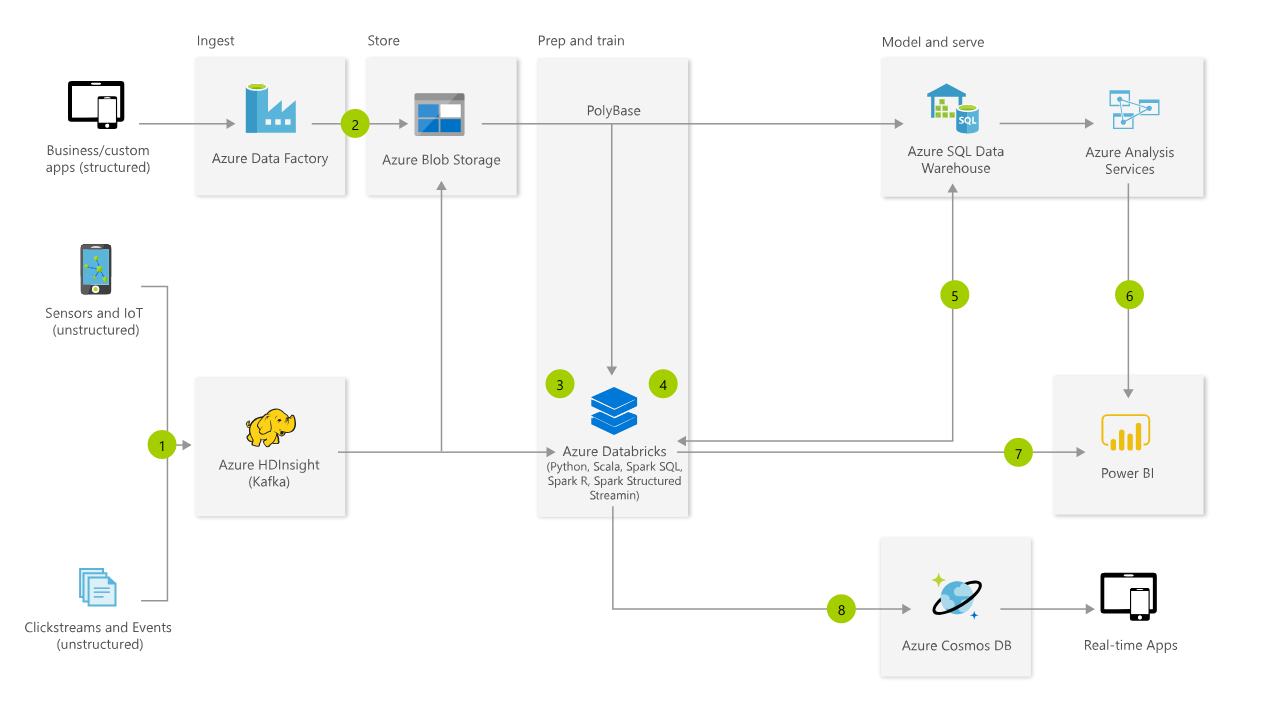 Ingest
Store
Prep and train
Model and serve
PolyBase
2
Business/custom
apps (structured)
Azure Data Factory
Azure Blob Storage
SQL
Azure SQL Data
Warehouse
Azure Analysis
Services
Sensors and IoT
(unstructured)
5
6
3
4
1
Azure HDInsight
(Kafka)
Azure Databricks
(Python, Scala, Spark SQL,
Spark R, Spark Structured
Streamin)
7
Power BI
8
Clickstreams and Events
(unstructured)
Azure Cosmos DB
Real-time Apps